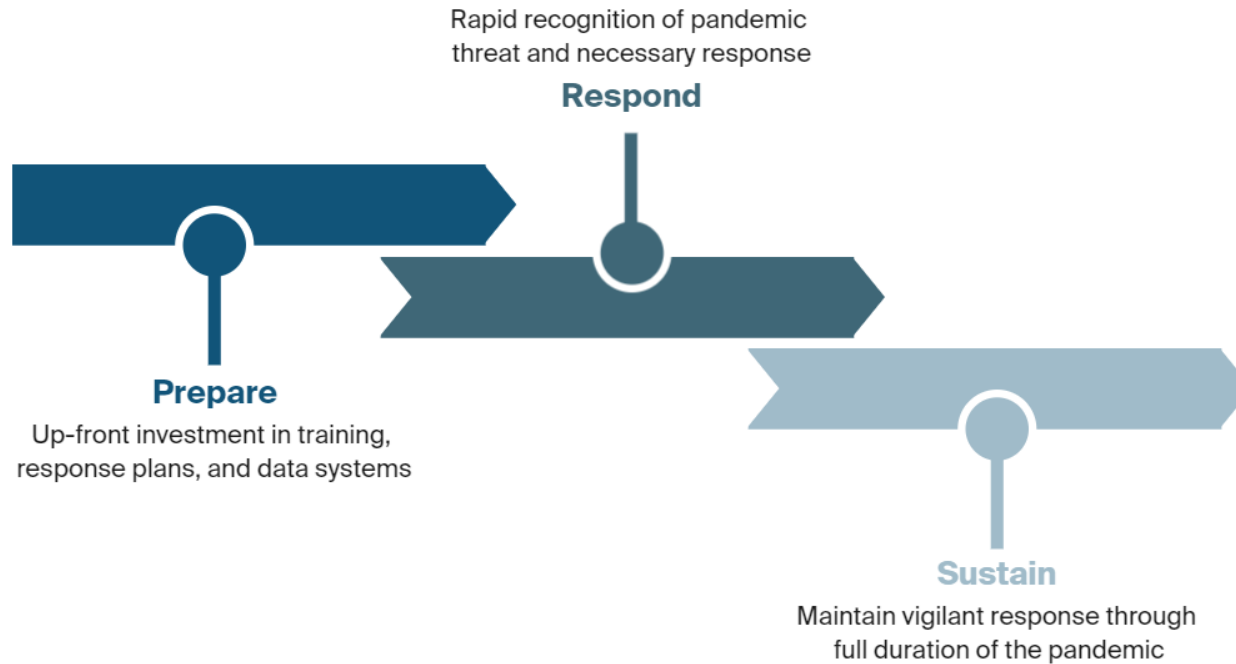 Rapid recognition of pandemic
threat and necessary response
Respond
Prepare
Up-front investment in training,
response plans, and data systems
Sustain
Maintain vigilant response through
full duration of the pandemic